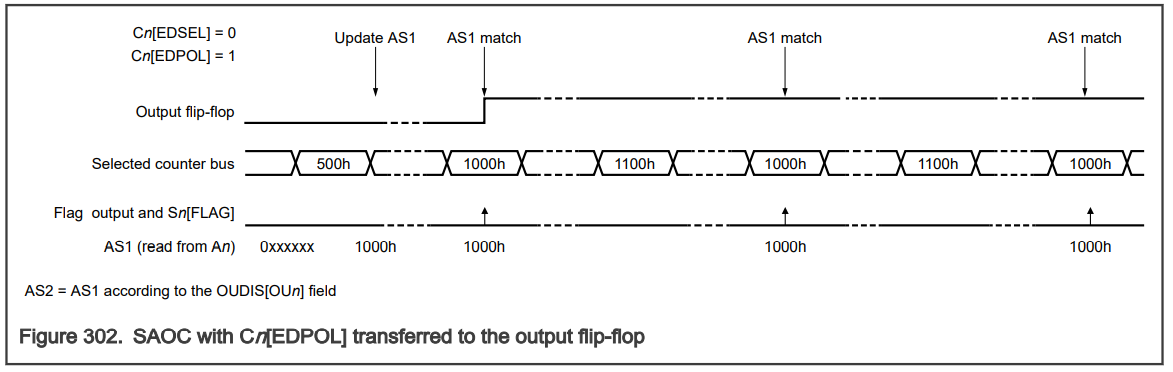 Cn[EDSEL] = 0
Cn[EDPOL] = 1
Update AS1 AS1 match AS1 match AS1 match
Output flip-flop
Selected counter bus 500h 1000h 1100h 1000h 1100h 1000h
Flag output and Sn[FLAG]
AS1 (read from An) 0xxxxxx 1000h 1000h 1000h 1000h
AS2 = AS1 according to the OUDIS[OUn] field
Figure 302. SAOC with Cn[EDPOL] transferred to the output flip-flop